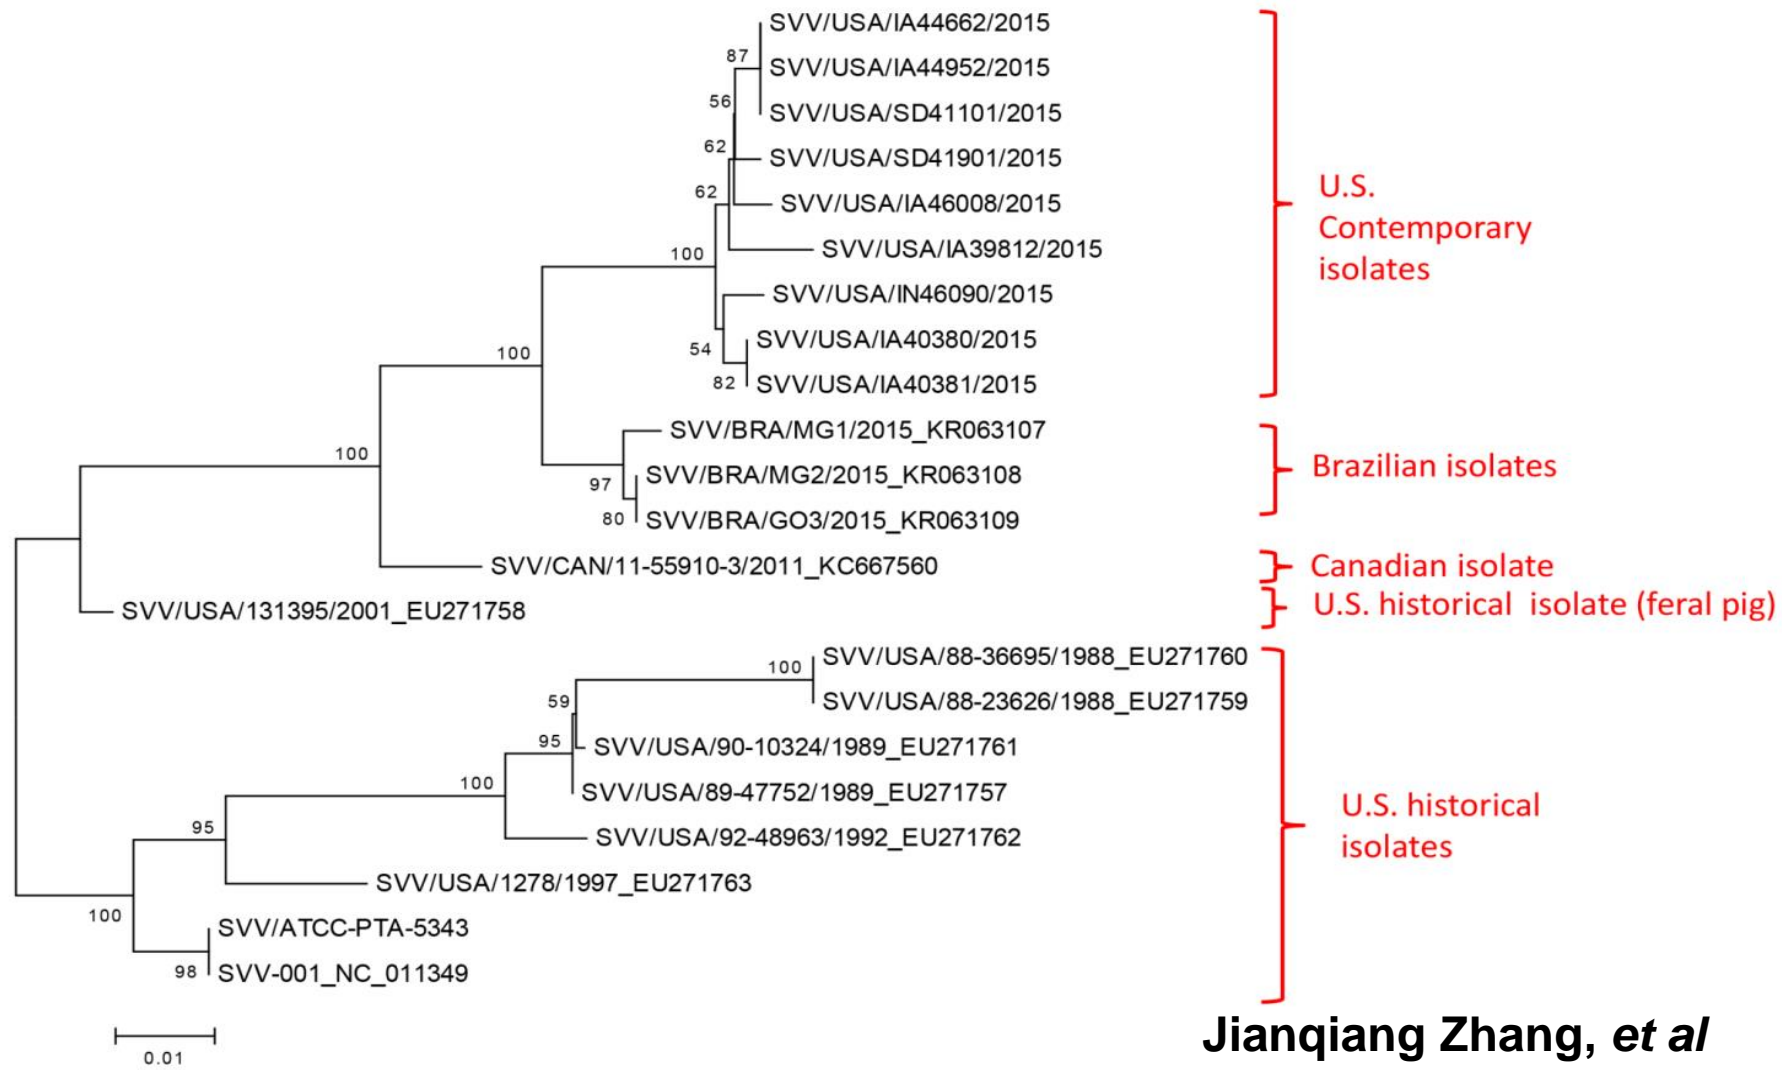 SVV/USA/IA44662/2015
87
SVV/USA/IA44952/2015
56
SVV/USA/SD41101/2015
62
SVV/USA/SD41901/2015
62
SVV/USA/IA46008/2015
100
SVV/USA/IA39812/2015
SVV/USA/IN46090/2015
100
54
SVV/USA/IA40380/2015
82
SVV/USA/IA40381/2015
U.S.
Contemporary
isolates
SVV/BRA/MG1/2015_KR063107
100
97
SVV/BRA/MG2/2015_KR063108
80
SVV/BRA/GO3/2015_KR063109
Brazilian isolates
SVV/CAN/11-55910-3/2011_KC667560
Canadian isolate
SVV/USA/131395/2001_EU271758
U.S. historical isolate (feral pig)
100
SVV/USA/88-36695/1988_EU271760
59
SVV/USA/88-23626/1988_EU271759
95
SVV/USA/90-10324/1989_EU271761
100
SVV/USA/89-47752/1989_EU271757
95
SVV/USA/92-48963/1992_EU271762
SVV/USA/1278/1997_EU271763
100
SVV/ATCC-PTA-5343
98
SVV-001_NC_011349
U.S. historical
isolates
0.01
Jianqiang Zhang, et al